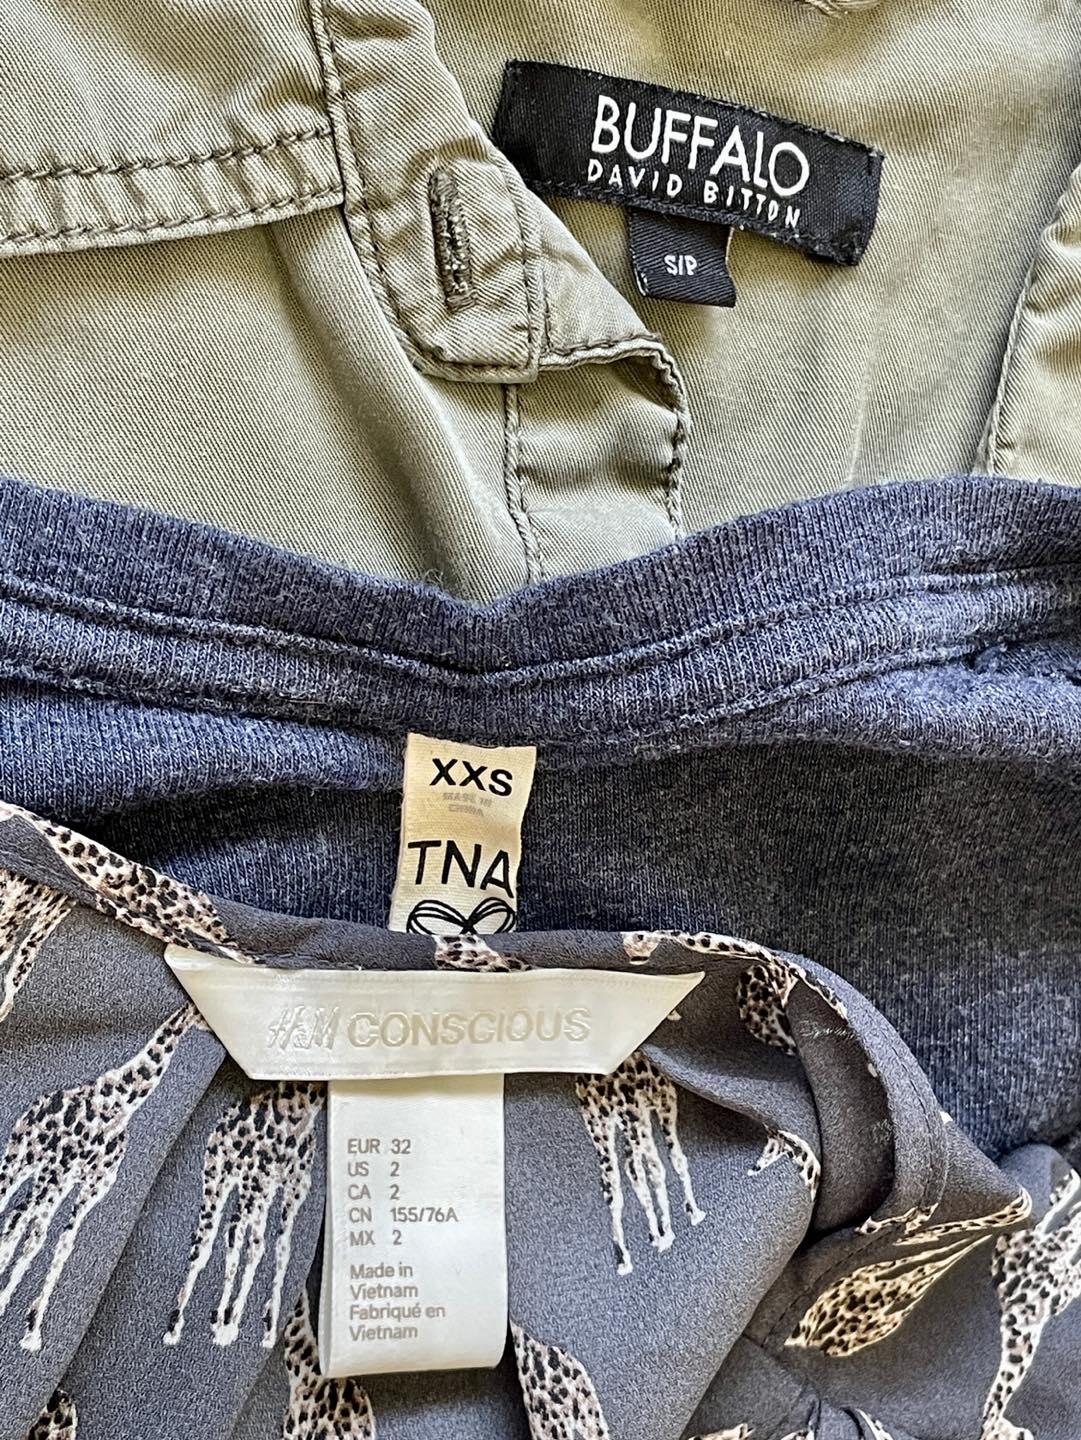 BUFFALO
DAVID BITTON
S/P
XXS
MADE IN
CHINA
TNA
H&M CONSCIOUS
EUR 32
US 2
CA 2
CN 155/76A
MX 2
Made in
Vietnam
Fabriqué en
Vietnam